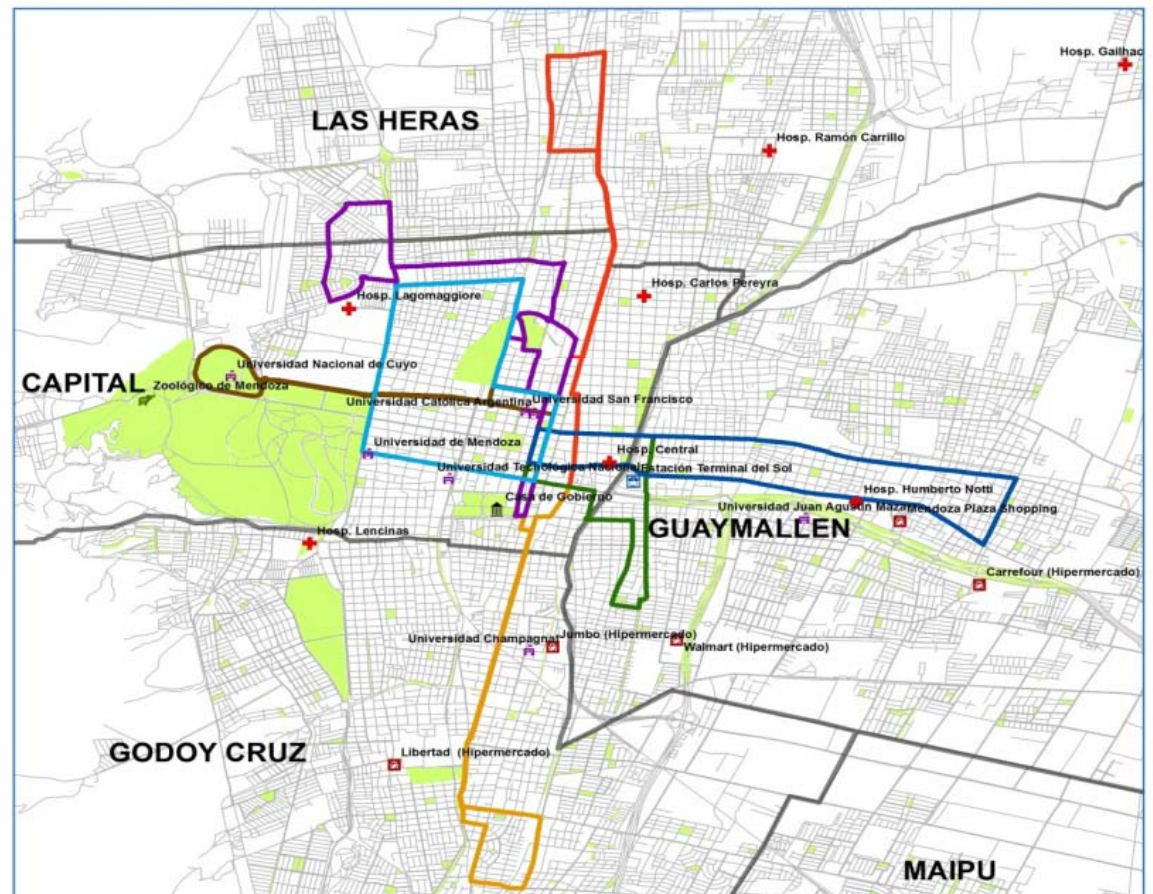 Hosp. Gailhac
LAS HERAS
Hosp. Ramón Carrillo
Hosp. Carlos Pereyra
Hosp. Lagomaggiore
Universidad Nacional de Cuyo
CAPITAL
Zoológico de Mendoza
Universidad Católica Argentina
Universidad San Francisco
Universidad de Mendoza
Hosp. Central
Universidad Tecnológica Nacional
Estación Terminal del Sol
Casa de Gobierno
Hosp. Humberto Notti
Universidad Juan Agustín Maza
Mendoza Plaza Shopping
GUAYMALLEN
Hosp. Lencinas
Carrefour (Hipermercado)
Universidad Champagnat
Jumbo (Hipermercado)
Walmart (Hipermercado)
GODOY CRUZ
Libertad (Hipermercado)
MAIPU